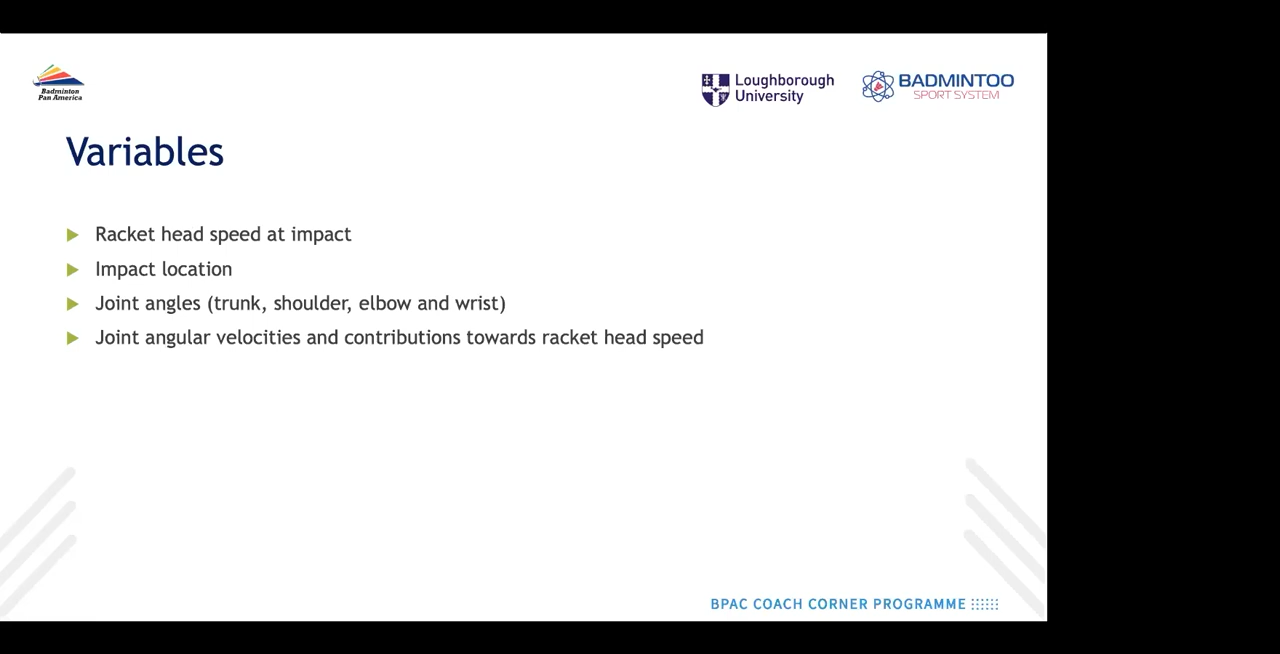 Badminton
Pan America
Loughborough
University
BADMINTOO
SPORT SYSTEM
Variables
Racket head speed at impact
Impact location
Joint angles (trunk, shoulder, elbow and wrist)
Joint angular velocities and contributions towards racket head speed
BPAC COACH CORNER PROGRAMME